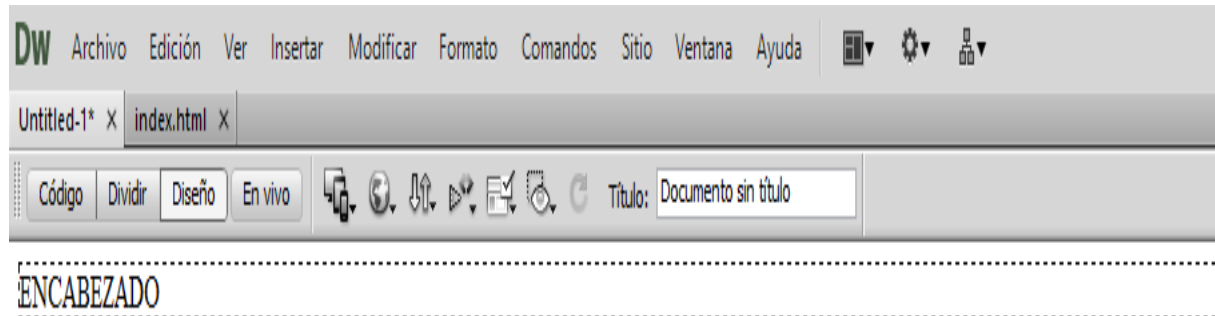 Dw Archivo Edición Ver Insertar Modificar Formato Comandos Sitio Ventana Ayuda
Untitled-1* × index.html ×
Código Dividir Diseño En vivo Título: Documento sin título
ENCABEZADO